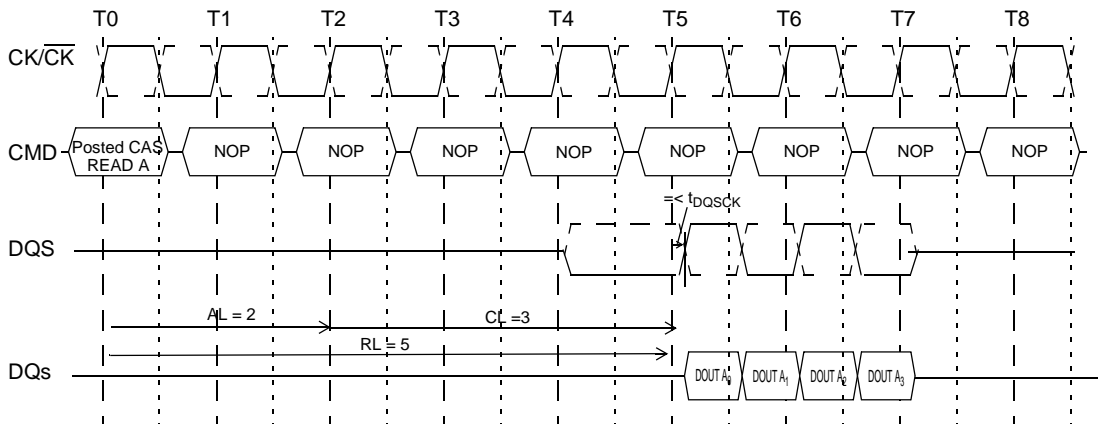 T0 T1 T2 T3 T4 T5 T6 T7 T8
CK/CK
CMD Posted CAS NOP NOP NOP NOP NOP NOP NOP NOP
READ A
=< tDQSCK
DQS
AL = 2 CL =3
RL = 5
DQs DOUT A0 DOUT A1 DOUT A2 DOUT A3